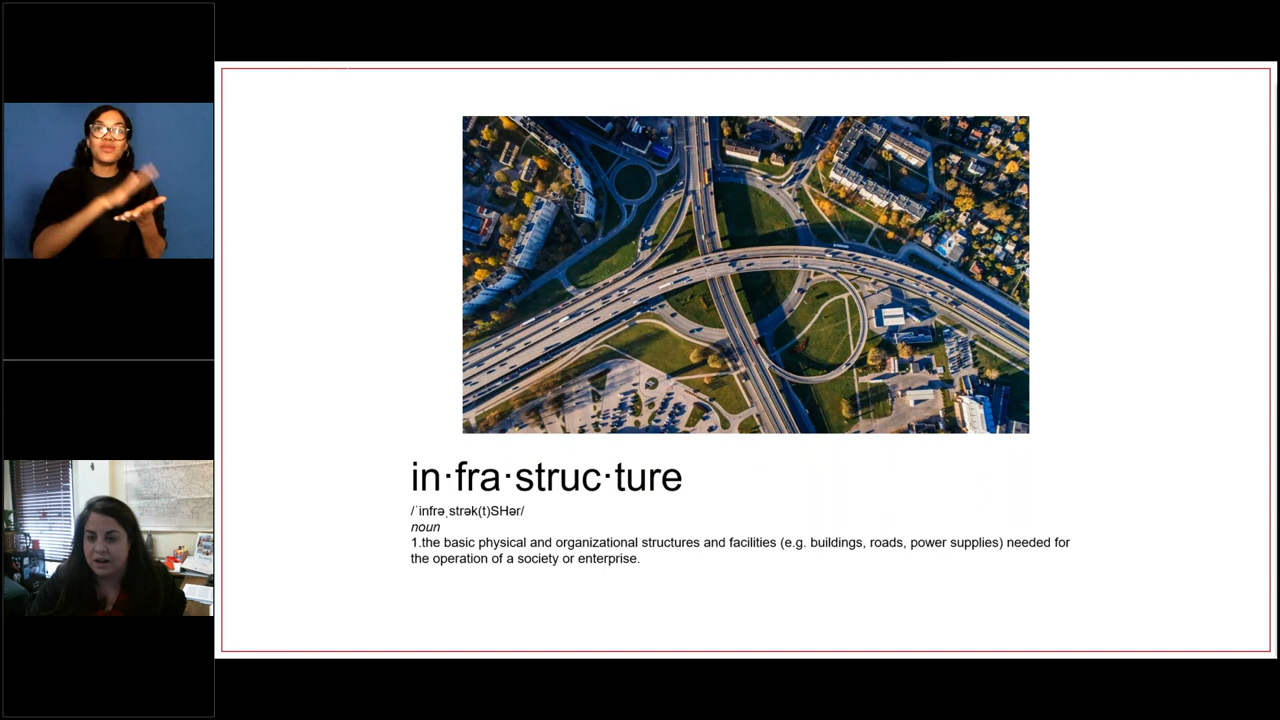 in·fra·struc·ture
/ˈinfrəˌstrək(t)SHər/
noun
1.the basic physical and organizational structures and facilities (e.g. buildings, roads, power supplies) needed for
the operation of a society or enterprise.